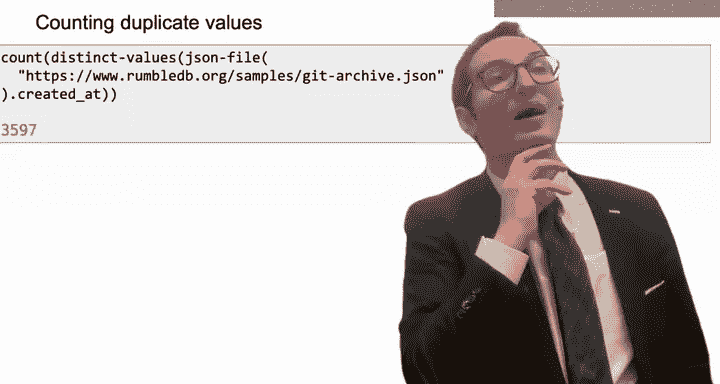 Counting duplicate values
count(distinct-values(json-file(
"https://www.rumbledb.org/samples/git-archive.json"
).created_at))
3597